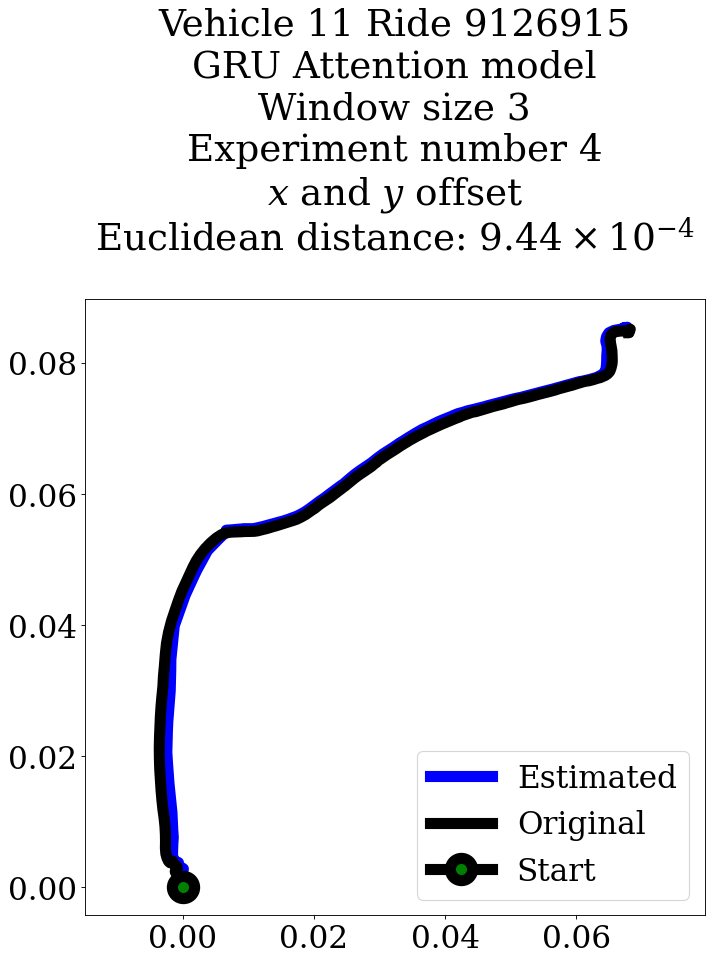 Vehicle 11 Ride 9126915
GRU Attention model
Window size 3
Experiment number 4
x and y offset
Euclidean distance: 9.44 × 10⁻⁴
0.08
0.06
0.04
0.02
0.00
Estimated
Original
Start
0.00 0.02 0.04 0.06